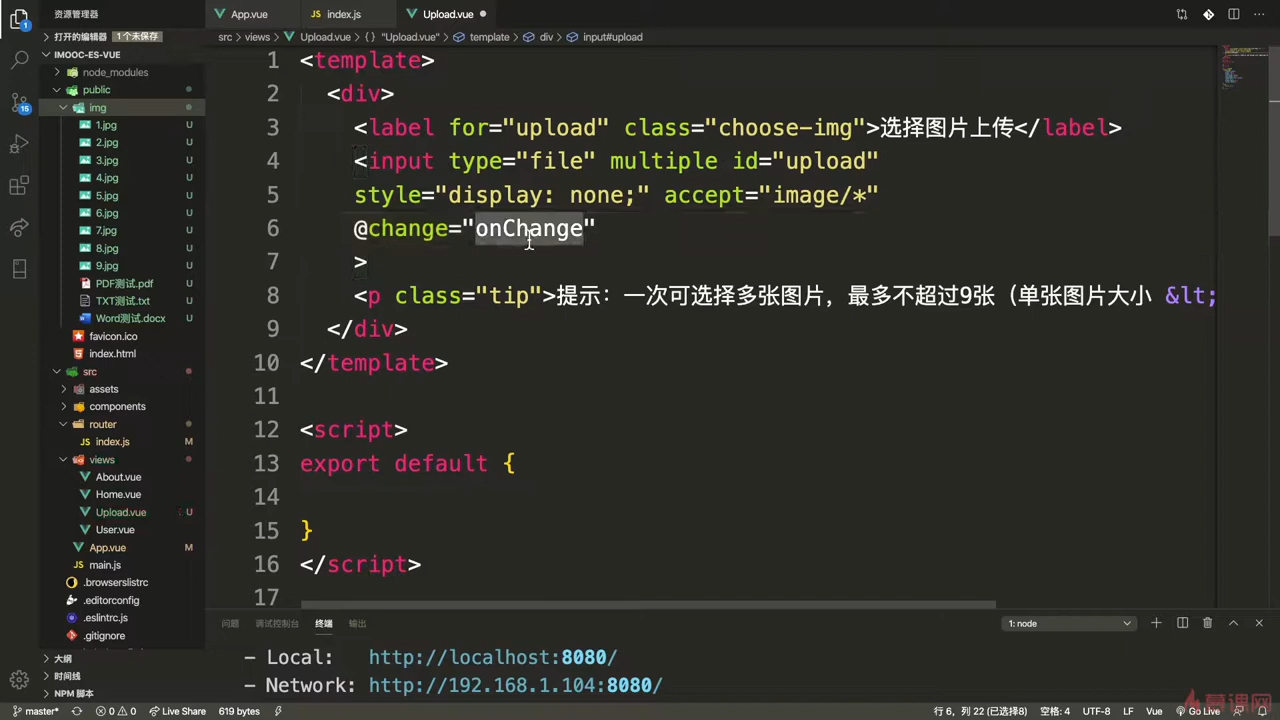 资源管理器
App.vue
index.js
Upload.vue
打开的编辑器 1 个未保存
src > views > Upload.vue > {} "Upload.vue" > template > div > input#upload
IMOOC-ES-VUE
node_modules
public
img
1.jpg U
2.jpg U
3.jpg U
4.jpg U
5.jpg U
6.jpg U
7.jpg U
8.jpg U
9.jpg U
PDF测试.pdf U
TXT测试.txt U
Word测试.docx U
favicon.ico
index.html
src
assets
components
router
index.js M
views
About.vue
Home.vue
Upload.vue U
User.vue
App.vue M
main.js
.browserslistrc
.editorconfig
.eslintrc.js
.gitignore
大纲
时间线
NPM 脚本
1 <template>
2 <div>
3 <label for="upload" class="choose-img">选择图片上传</label>
4 <input type="file" multiple id="upload"
5 style="display: none;" accept="image/*"
6 @change="onChange"
7 >
8 <p class="tip">提示：一次可选择多张图片，最多不超过9张（单张图片大小 &lt;
9 </div>
10 </template>
11
12 <script>
13 export default {
14
15 }
16 </script>
17
问题 调试控制台 终端 输出
1: node
- Local: http://localhost:8080/
- Network: http://192.168.1.104:8080/
master* 0 0 Live Share 619 bytes
行 6，列 22 (已选择8) 空格: 4 UTF-8 LF Vue Go Live
慕课网
1
15